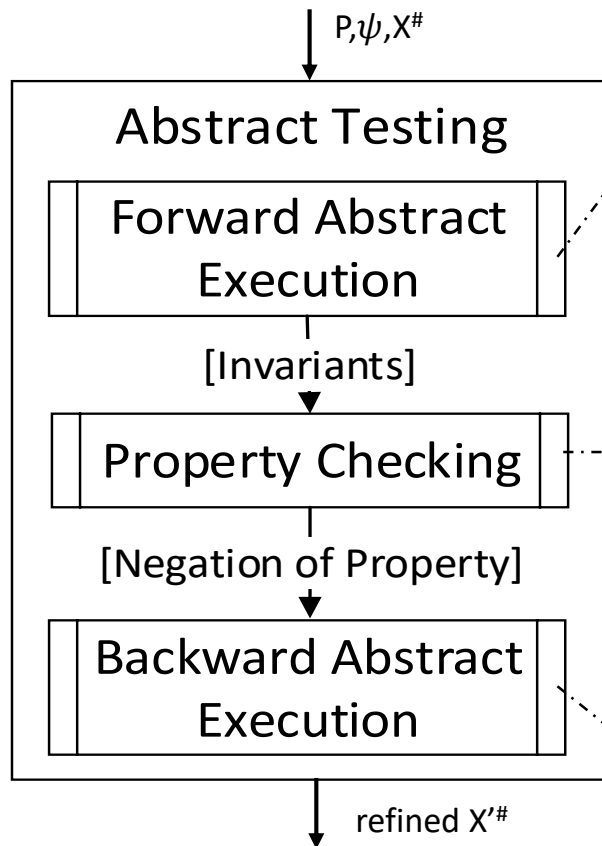 P,ψ,X#
Abstract Testing
Forward Abstract
Execution
[Invariants]
Property Checking
[Negation of Property]
Backward Abstract
Execution
refined X'#